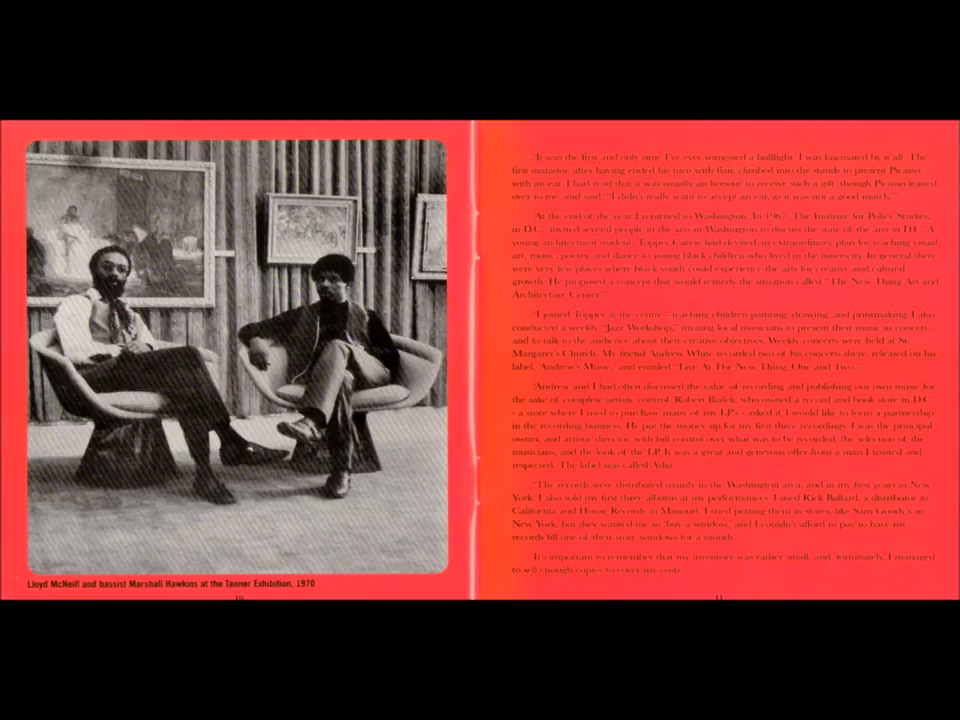 Lloyd McNeill and bassist Marshall Hawkins at the Tanner Exhibition, 1970
10
"It was the first and only time I've ever witnessed a bullfight. I was fascinated by it all. The
first matador, after having ended his turn with flair, climbed into the stands to present Picasso
with an ear. I had read that it was usually an honour to receive such a gift, though Picasso leaned
over to me, and said, "I didn't really want to accept an ear, as it was not a good match.""
"At the end of the year I returned to Washington. In 1967, The Institute for Policy Studies,
in D.C., invited several people in the arts in Washington to discuss the state of the arts in D.C. A
young architectural student, Topper Carew, had devised an extraordinary plan for teaching visual
art, music, poetry, and dance to young black children who lived in the inner-city. In general there
were very few places where black youth could experience the arts for creative and cultural
growth. He proposed a concept that would remedy the situation called "The New Thing Art and
Architecture Center."
"I joined Topper at the centre - teaching children painting, drawing, and printmaking. I also
conducted a weekly "Jazz Workshop," inviting local musicians to present their music in concert,
and to talk to the audience about their creative objectives. Weekly concerts were held at St.
Margaret's Church. My friend Andrew White recorded two of his concerts there, released on his
label, 'Andrew's Music', and entitled "Live At The New Thing, One and Two."
"Andrew and I had often discussed the value of recording and publishing our own music for
the sake of complete artistic control. Robert Bialek, who owned a record and book store in D.C.
- a store where I used to purchase many of my LP's - asked if I would like to form a partnership
in the recording business. He put the money up for my first three recordings. I was the principal
owner, and artistic director, with full control over what was to be recorded, the selection of the
musicians, and the look of the LP. It was a great and generous offer from a man I trusted and
respected. The label was called Asha.
"The records were distributed mainly in the Washington area, and in my first years in New
York, I also sold my first three albums at my performances. I used Rick Ballard, a distributor in
California and House Records in Missouri. I tried putting them in stores, like Sam Goody's in
New York, but they wanted me to 'buy a window,' and I couldn't afford to pay to have my
records fill one of their store windows for a month.
It's important to remember that my inventory was rather small, and, fortunately, I managed
to sell enough copies to cover my costs.
11